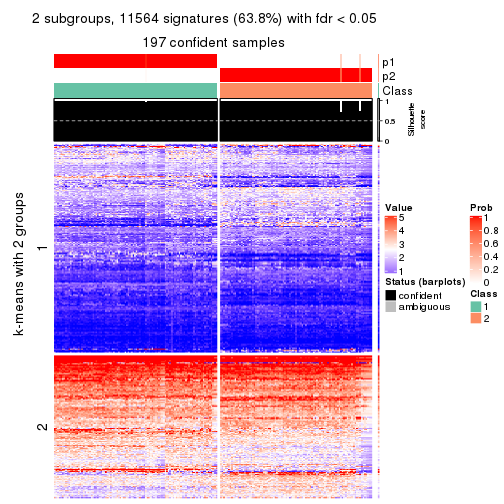 2 subgroups, 11564 signatures (63.8%) with fdr < 0.05
197 confident samples
p1
p2
Class
1
0.5
0
Silhouette
score
k-means with 2 groups
1
2
Value
5
4
3
2
1
Status (barplots)
confident
ambiguous
Prob
1
0.8
0.6
0.4
0.2
0
Class
1
2